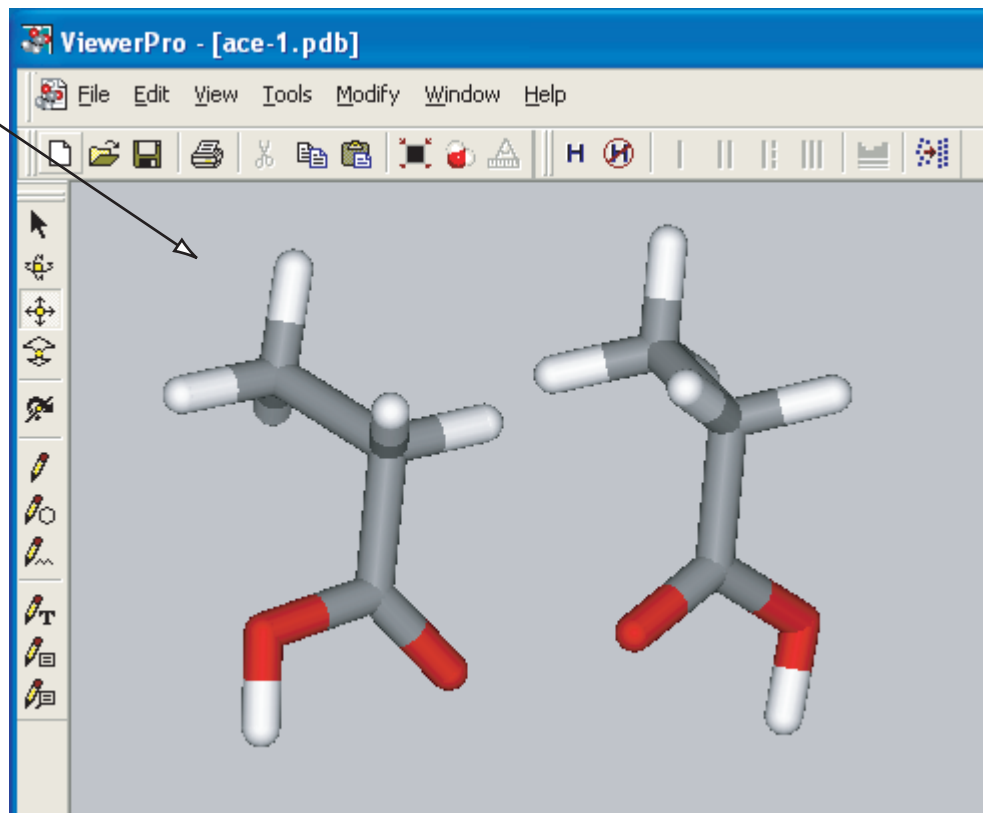 ViewerPro - [ace-1.pdb]
File Edit View Tools Modify Window Help
H H
T